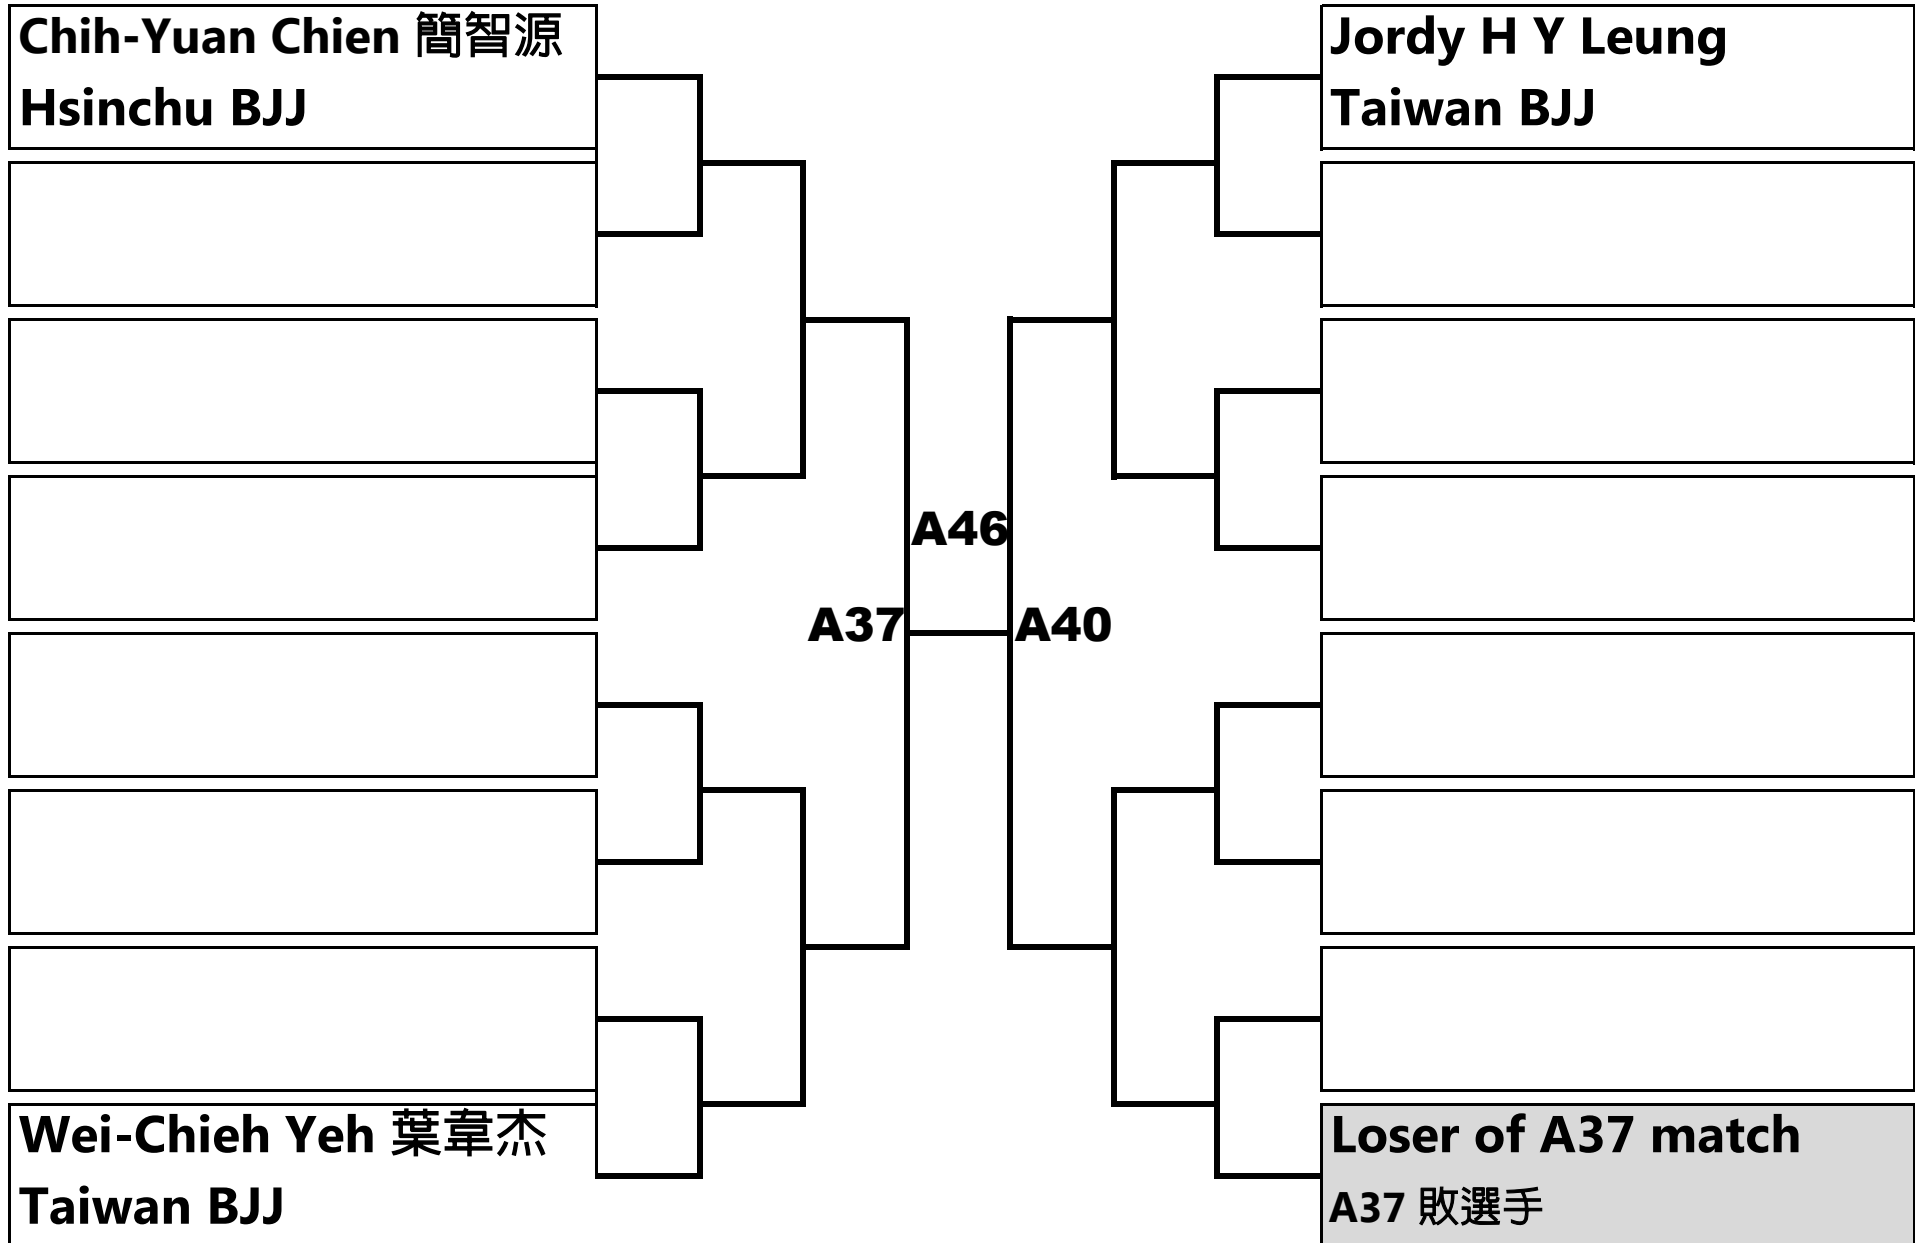 Chih-Yuan Chien 簡智源
Hsinchu BJJ
Jordy H Y Leung
Taiwan BJJ
A46
A37
A40
Wei-Chieh Yeh 葉韋杰
Taiwan BJJ
Loser of A37 match
A37 敗選手